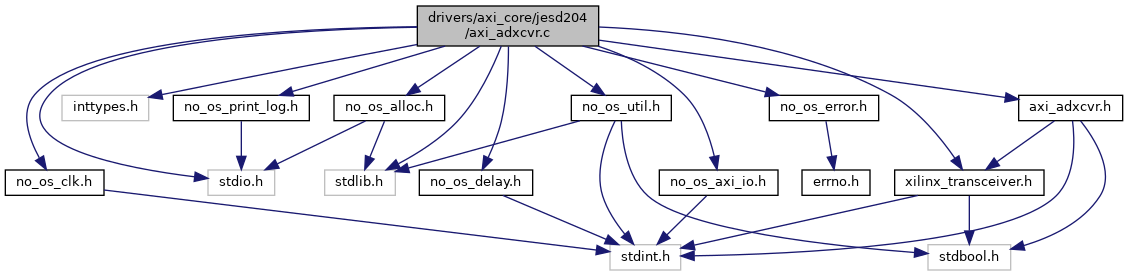 drivers/axi_core/jesd204
/axi_adxcvr.c
inttypes.h
no_os_print_log.h
no_os_alloc.h
no_os_util.h
no_os_error.h
axi_adxcvr.h
no_os_clk.h
stdio.h
stdlib.h
no_os_delay.h
no_os_axi_io.h
errno.h
xilinx_transceiver.h
stdint.h
stdbool.h